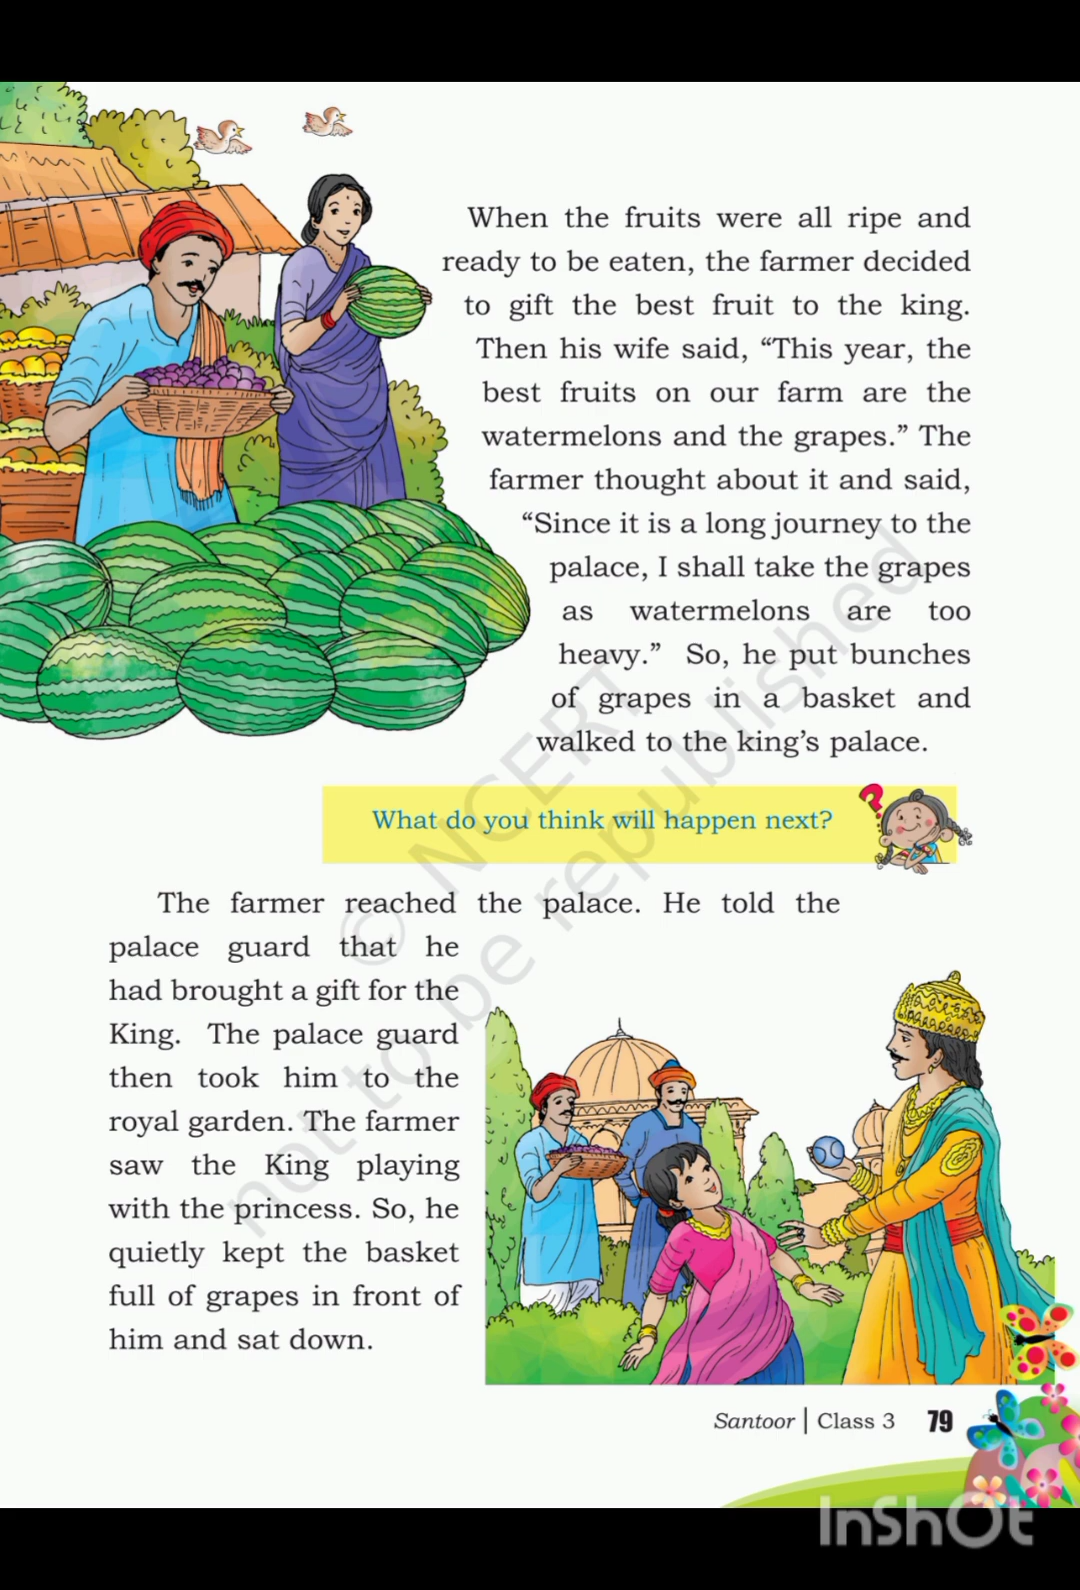 When the fruits were all ripe and
ready to be eaten, the farmer decided
to gift the best fruit to the king.
Then his wife said, “This year, the
best fruits on our farm are the
watermelons and the grapes.” The
farmer thought about it and said,
“Since it is a long journey to the
palace, I shall take the grapes
as watermelons are too
heavy.” So, he put bunches
of grapes in a basket and
walked to the king’s palace.
What do you think will happen next?
?
The farmer reached the palace. He told the
palace guard that he
had brought a gift for the
King. The palace guard
then took him to the
royal garden. The farmer
saw the King playing
with the princess. So, he
quietly kept the basket
full of grapes in front of
him and sat down.
© NCERT
not to be republished
Santoor | Class 3 79
InShOt